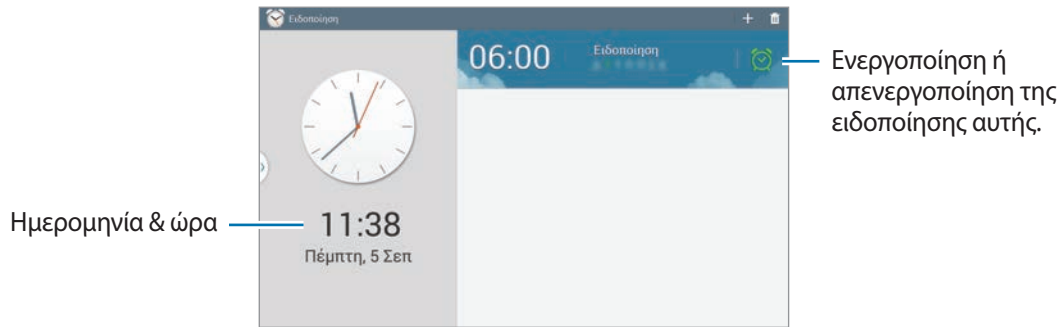 Ειδοποίηση
06:00
Ειδοποίηση
Ενεργοποίηση ή
απενεργοποίηση της
ειδοποίησης αυτής.
Ημερομηνία & ώρα
11:38
Πέμπτη, 5 Σεπ